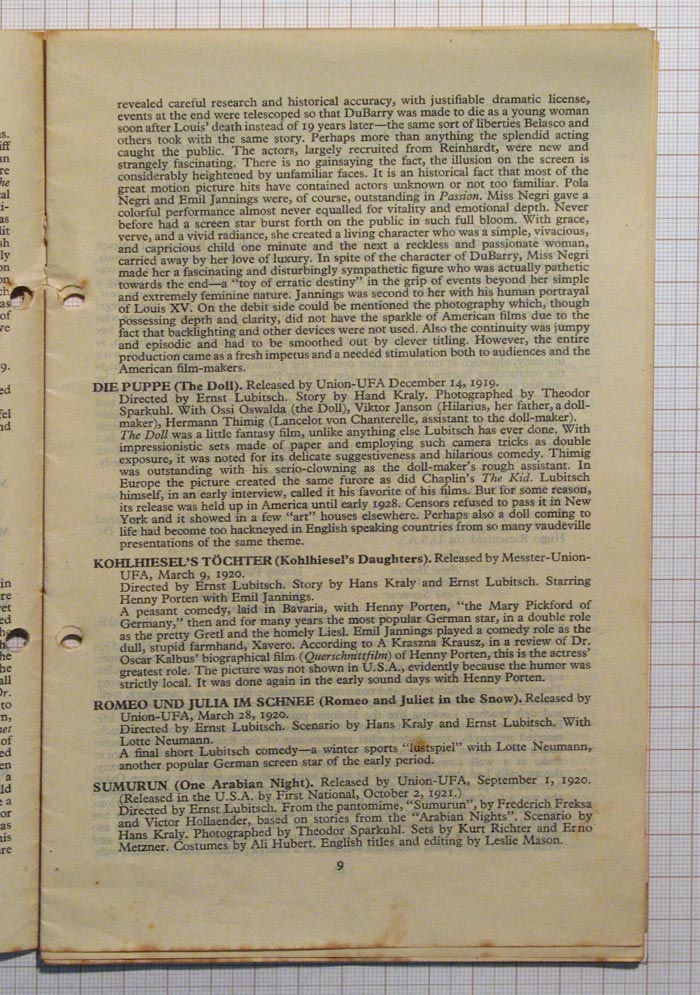 revealed careful research and historical accuracy, with justifiable dramatic license,
events at the end were telescoped so that DuBarry was made to die as a young woman
soon after Louis' death instead of 19 years later—the same sort of liberties Belasco and
others took with the same story. Perhaps more than anything the splendid acting
caught the public. The actors, largely recruited from Reinhardt, were new and
strangely fascinating. There is no gainsaying the fact, the illusion on the screen is
considerably heightened by unfamiliar faces. It is an historical fact that most of the
great motion picture hits have contained actors unknown or not too familiar. Pola
Negri and Emil Jannings were, of course, outstanding in Passion. Miss Negri gave a
colorful performance almost never equalled for vitality and emotional depth. Never
before had a screen star burst forth on the public in such full bloom. With grace,
verve, and a vivid radiance, she created a living character who was a simple, vivacious,
and capricious child one minute and the next a reckless and passionate woman,
carried away by her love of luxury. In spite of the character of DuBarry, Miss Negri
made her a fascinating and disturbingly sympathetic figure who was actually pathetic
towards the end—a "toy of erratic destiny" in the grip of events beyond her simple
and extremely feminine nature. Jannings was second to her with his human portrayal
of Louis XV. On the debit side could be mentioned the photography which, though
possessing depth and clarity, did not have the sparkle of American films due to the
fact that backlighting and other devices were not used. Also the continuity was jumpy
and episodic and had to be smoothed out by clever titling. However, the entire
production came as a fresh impetus and a needed stimulation both to audiences and the
American film-makers.
DIE PUPPE (The Doll). Released by Union-UFA December 14, 1919.
Directed by Ernst Lubitsch. Story by Hand Kraly. Photographed by Theodor
Sparkuhl. With Ossi Oswalda (the Doll), Viktor Janson (Hilarius, her father, a doll-
maker), Hermann Thimig (Lancelot von Chanterelle, assistant to the doll-maker).
The Doll was a little fantasy film, unlike anything else Lubitsch has ever done. With
impressionistic sets made of paper and employing such camera tricks as double
exposure, it was noted for its delicate suggestiveness and hilarious comedy. Thimig
was outstanding with his serio-clowning as the doll-maker's rough assistant. In
Europe the picture created the same furore as did Chaplin's The Kid. Lubitsch
himself, in an early interview, called it his favorite of his films. But for some reason,
its release was held up in America until early 1928. Censors refused to pass it in New
York and it showed in a few "art" houses elsewhere. Perhaps also a doll coming to
life had become too hackneyed in English speaking countries from so many vaudeville
presentations of the same theme.
KOHLHIESEL'S TÖCHTER (Kohlhiesel's Daughters). Released by Messter-Union-
UFA, March 9, 1920.
Directed by Ernst Lubitsch. Story by Hans Kraly and Ernst Lubitsch. Starring
Henny Porten with Emil Jannings.
A peasant comedy, laid in Bavaria, with Henny Porten, "the Mary Pickford of
Germany," then and for many years the most popular German star, in a double role
as the pretty Gretl and the homely Liesl. Emil Jannings played a comedy role as the
dull, stupid farmhand, Xavero. According to A Kraszna Krausz, in a review of Dr.
Oscar Kalbus' biographical film (Querschnittfilm) of Henny Porten, this is the actress'
greatest role. The picture was not shown in U.S.A., evidently because the humor was
strictly local. It was done again in the early sound days with Henny Porten.
ROMEO UND JULIA IM SCHNEE (Romeo and Juliet in the Snow). Released by
Union-UFA, March 28, 1920.
Directed by Ernst Lubitsch. Scenario by Hans Kraly and Ernst Lubitsch. With
Lotte Neumann.
A final short Lubitsch comedy—a winter sports "lustspiel" with Lotte Neumann,
another popular German screen star of the early period.
SUMURUN (One Arabian Night). Released by Union-UFA, September 1, 1920.
(Released in the U.S.A. by First National, October 2, 1921.)
Directed by Ernst Lubitsch. From the pantomime, "Sumurun", by Frederich Freksa
and Victor Hollaender, based on stories from the "Arabian Nights". Scenario by
Hans Kraly. Photographed by Theodor Sparkuhl. Sets by Kurt Richter and Erno
Metzner. Costumes by Ali Hubert. English titles and editing by Leslie Mason.
9